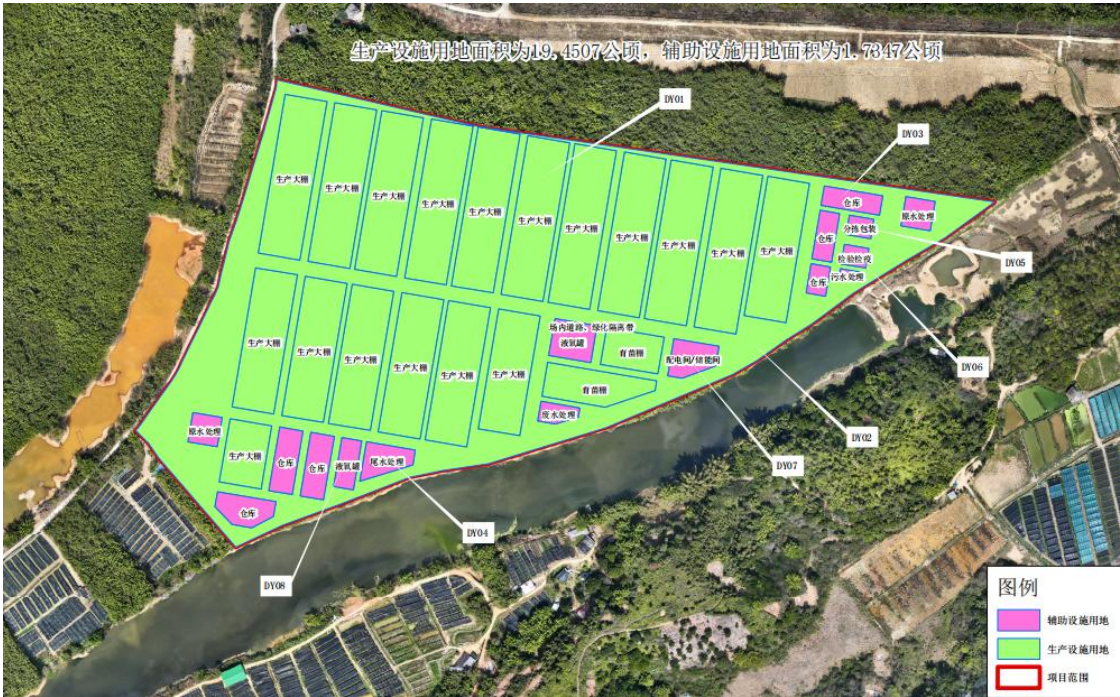 生产设施用地面积为19.4507公顷，辅助设施用地面积为1.7347公顷
DY01
DY03
生产大棚
生产大棚
生产大棚
生产大棚
生产大棚
生产大棚
生产大棚
生产大棚
生产大棚
生产大棚
生产大棚
仓库
原水处理
仓库
分拣包装
检验检疫
仓库
污水处理
DY05
生产大棚
生产大棚
生产大棚
生产大棚
生产大棚
生产大棚
场内道路、绿化隔离带
液氧罐
育苗棚
配电间/储能间
育苗棚
废水处理
DY06
DY02
DY07
原水处理
生产大棚
仓库
仓库
液氧罐
尾水处理
仓库
DY04
DY08
图例
辅助设施用地
生产设施用地
项目范围